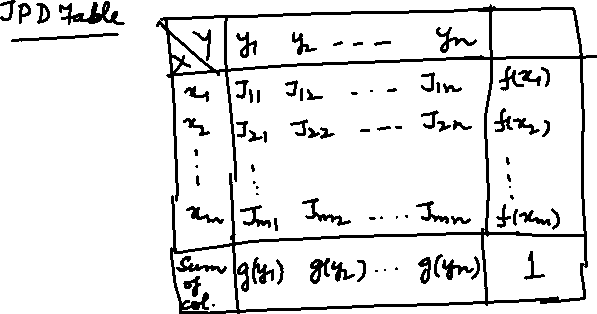 JPD Table
X Y y₁ y₂ ---- yₙ
x₁ J₁₁ J₁₂ ---- J₁ₙ f(x₁)
x₂ J₂₁ J₂₂ ---- J₂ₙ f(x₂)
⋮ ⋮ ⋮
xₘ Jₘ₁ Jₘ₂ ---- Jₘₙ f(xₘ)
Sum of col. g(y₁) g(y₂) ... g(yₙ) 1